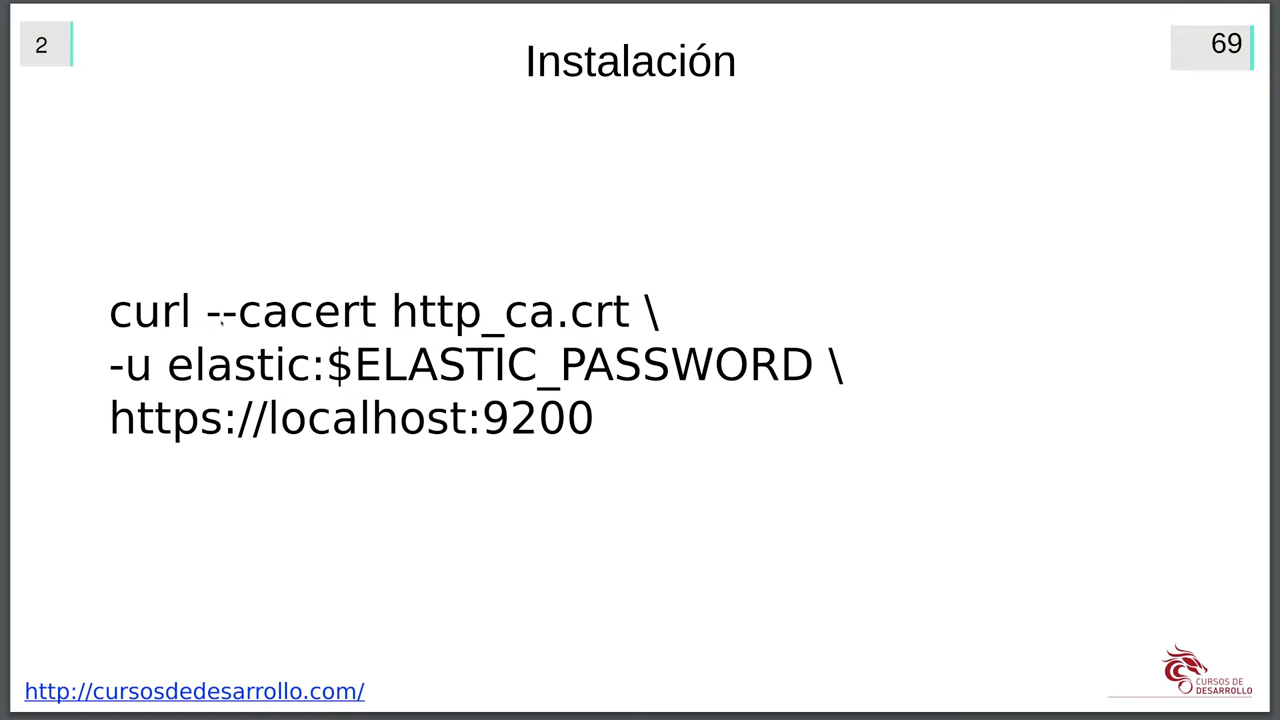 2
Instalación
69
curl --cacert http_ca.crt \
-u elastic:$ELASTIC_PASSWORD \
https://localhost:9200
http://cursosdedesarrollo.com/
CURSOS DE
DESARROLLO